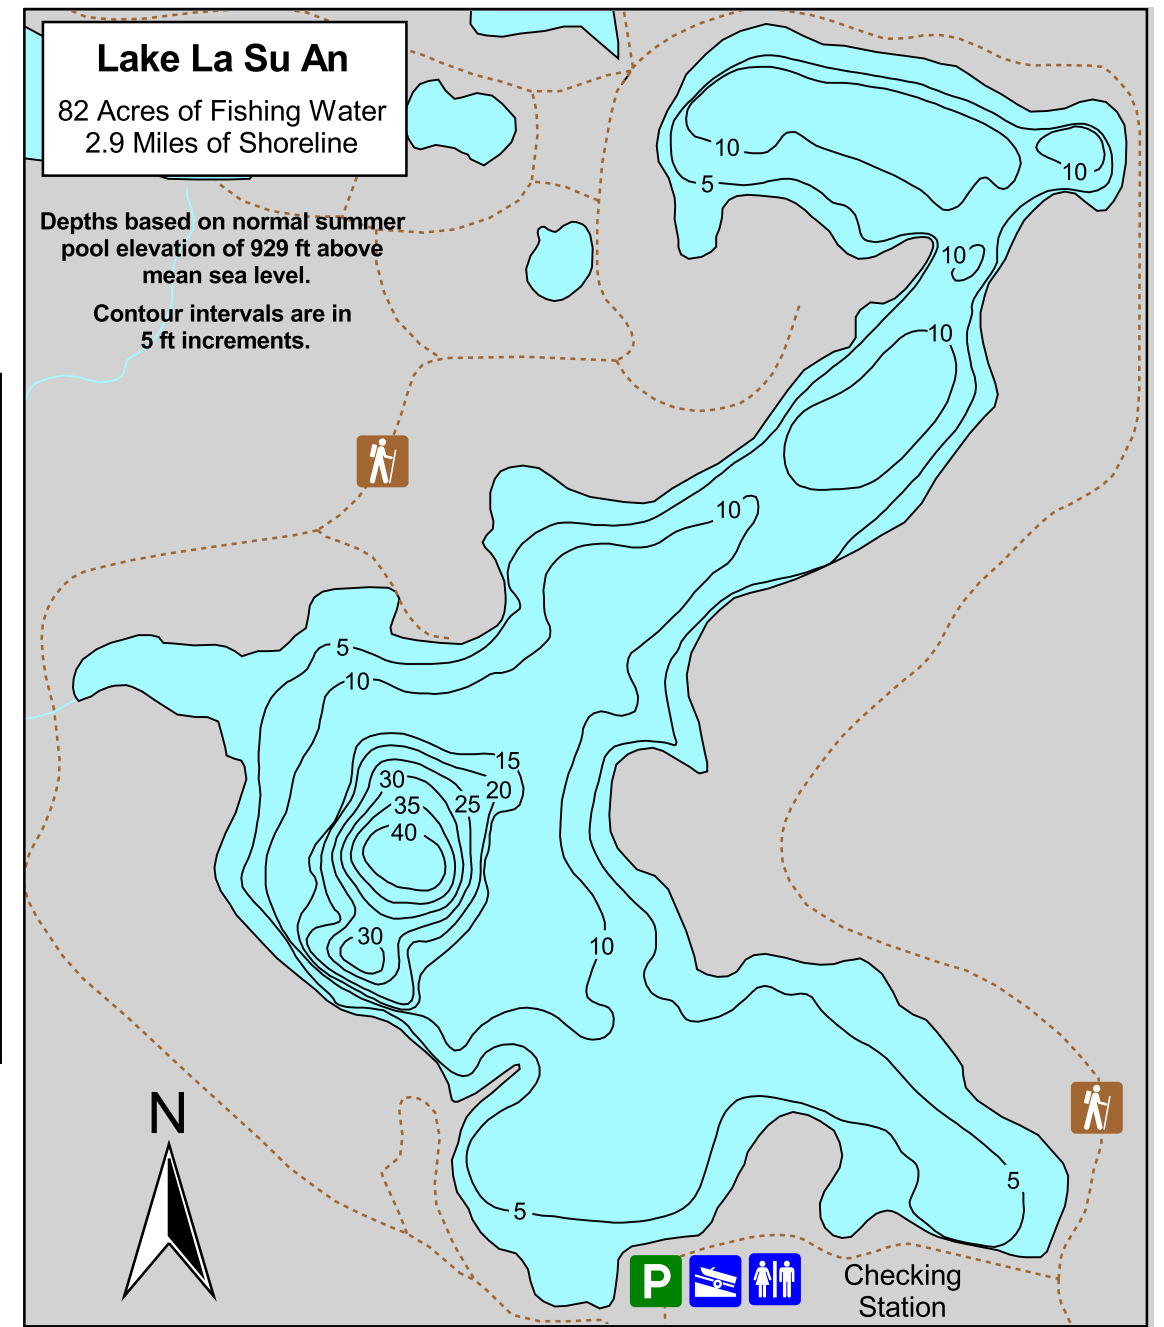 Lake La Su An
82 Acres of Fishing Water
2.9 Miles of Shoreline
Depths based on normal summer
pool elevation of 929 ft above
mean sea level.
Contour intervals are in
5 ft increments.
10
10
5
10
10
10
5
10
15
30
20
25
35
40
30
10
N
5
5
P
Checking
Station